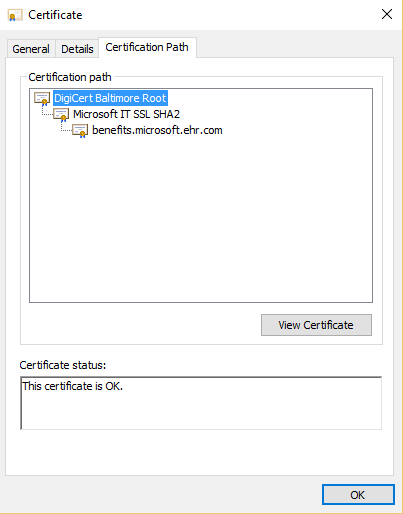 Certificate
General
Details
Certification Path
Certification path
DigiCert Baltimore Root
Microsoft IT SSL SHA2
benefits.microsoft.ehr.com
View Certificate
Certificate status:
This certificate is OK.
OK